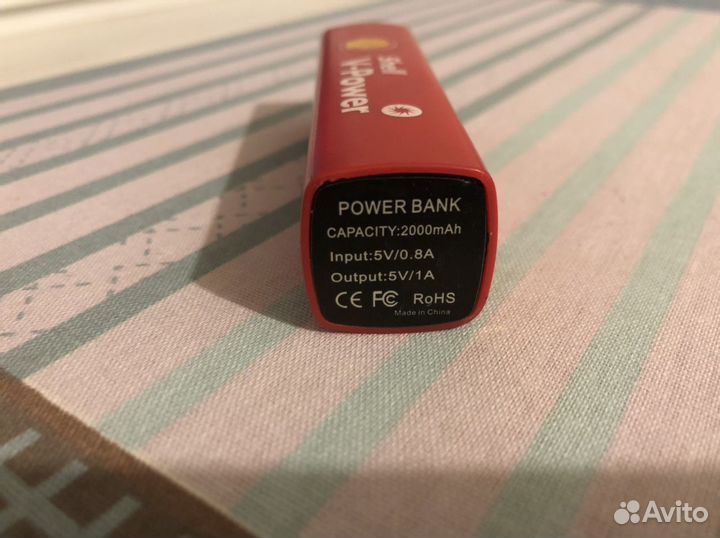 Shell
V-Power
POWER BANK
CAPACITY:2000mAh
Input:5V/0.8A
Output:5V/1A
CE FC RoHS
Made in China
Avito